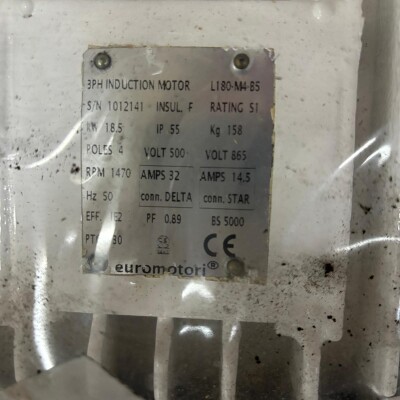 3PH INDUCTION MOTOR L180-M4-B5
S/N 1012141 INSUL. F RATING S1
kW 18.5 IP 55 Kg 158
POLES 4 VOLT 500 VOLT 865
RPM 1470 AMPS 32 AMPS 14.5
Hz 50 conn. DELTA conn. STAR
EFF. IE2 PF 0.89 BS 5000
CE
euromotori®